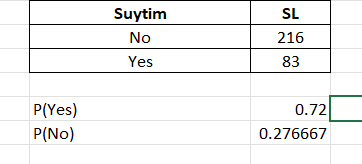 Suytim SL
No 216
Yes 83
P(Yes) 0.72
P(No) 0.276667